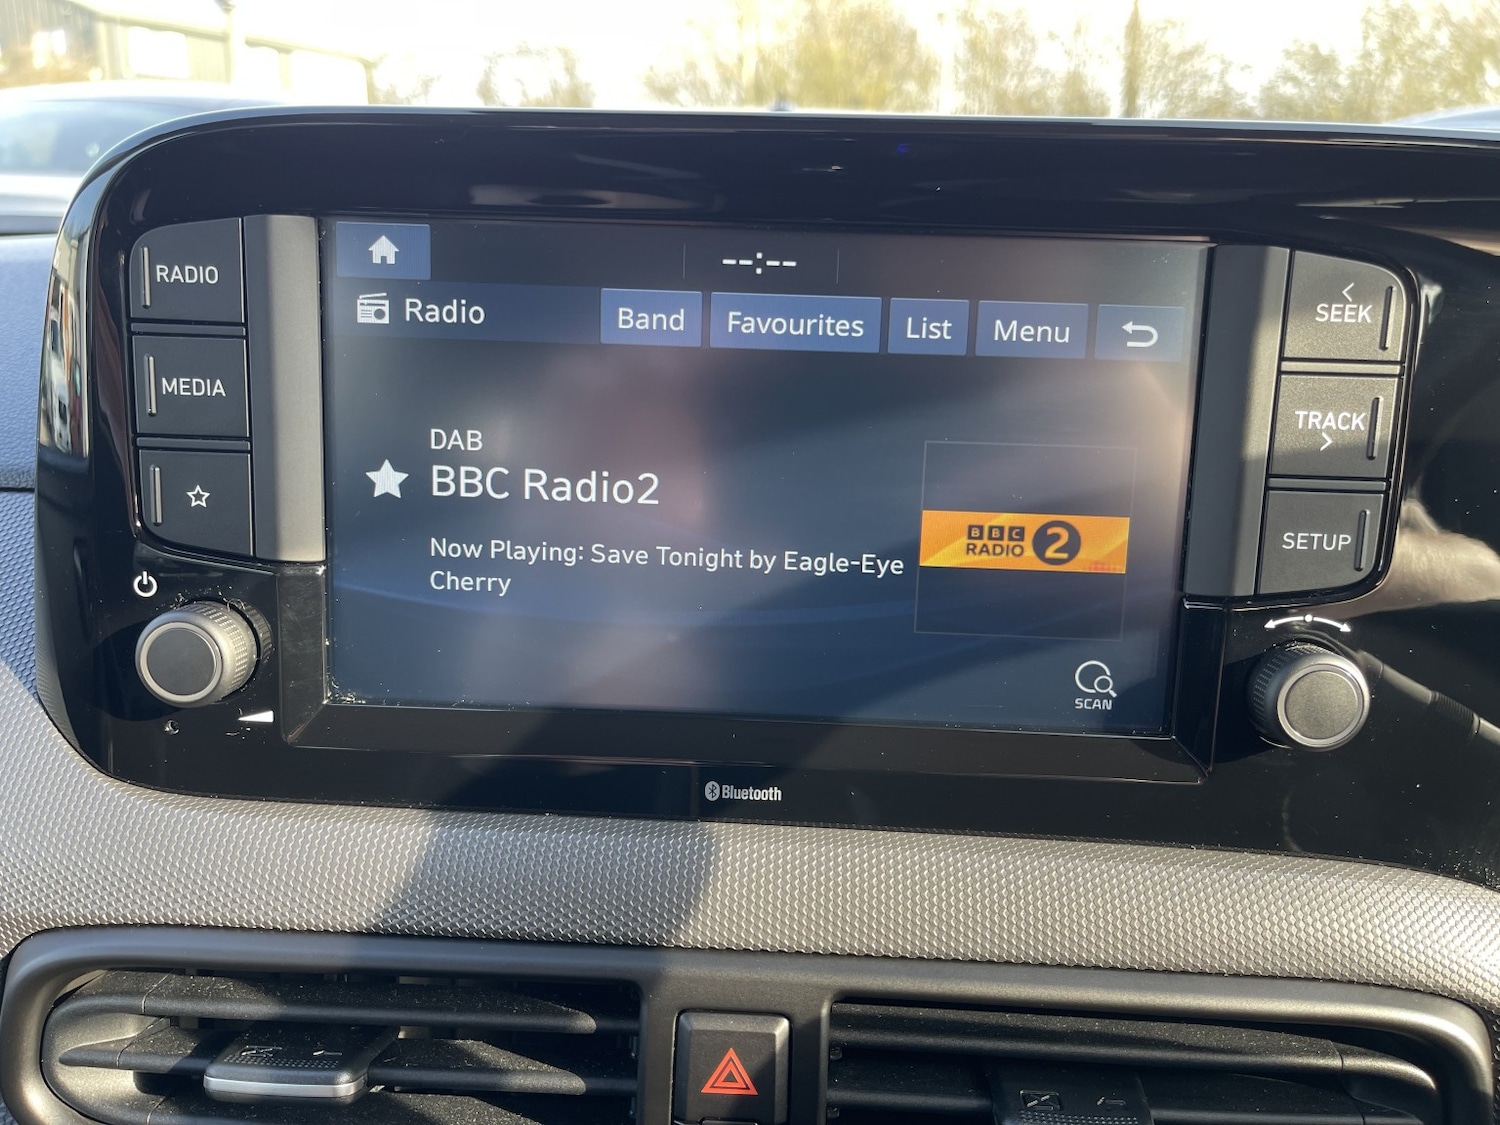 --:--
RADIO
Radio
Band
Favourites
List
Menu
SEEK
MEDIA
TRACK
DAB
BBC Radio2
Now Playing: Save Tonight by Eagle-Eye
Cherry
BBC
RADIO 2
SETUP
SCAN
Bluetooth